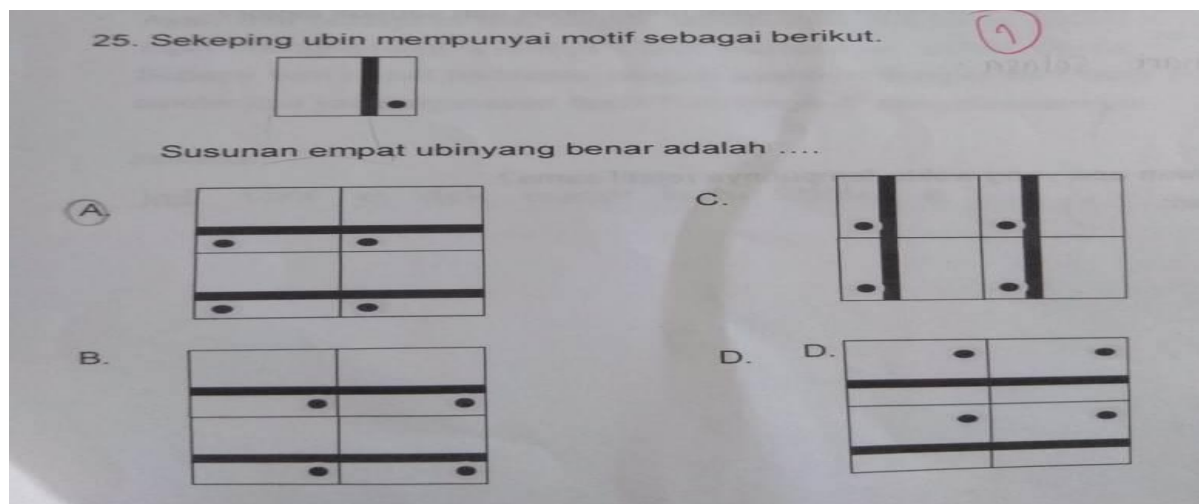 25. Sekeping ubin mempunyai motif sebagai berikut.
Susunan empat ubinyang benar adalah ....
A.
B.
C.
D. D.